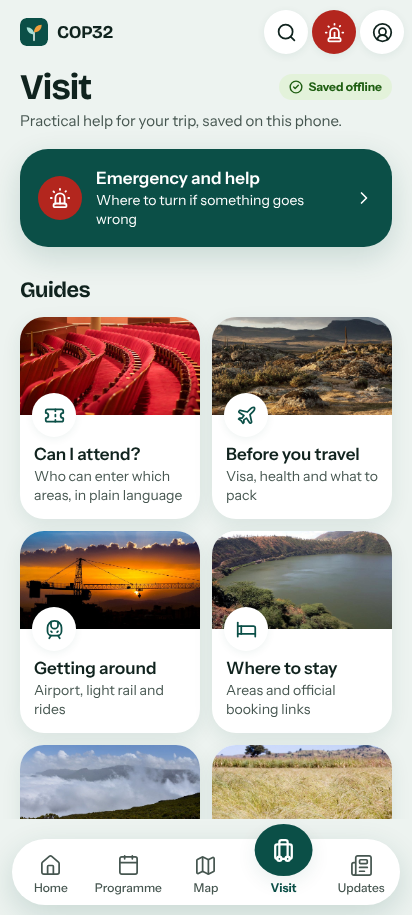 COP32
Visit
Saved offline
Practical help for your trip, saved on this phone.
Emergency and help
Where to turn if something goes
wrong
Guides
Can I attend?
Who can enter which
areas, in plain language
Before you travel
Visa, health and what to
pack
Getting around
Airport, light rail and
rides
Where to stay
Areas and official
booking links
Home
Programme
Map
Visit
Updates